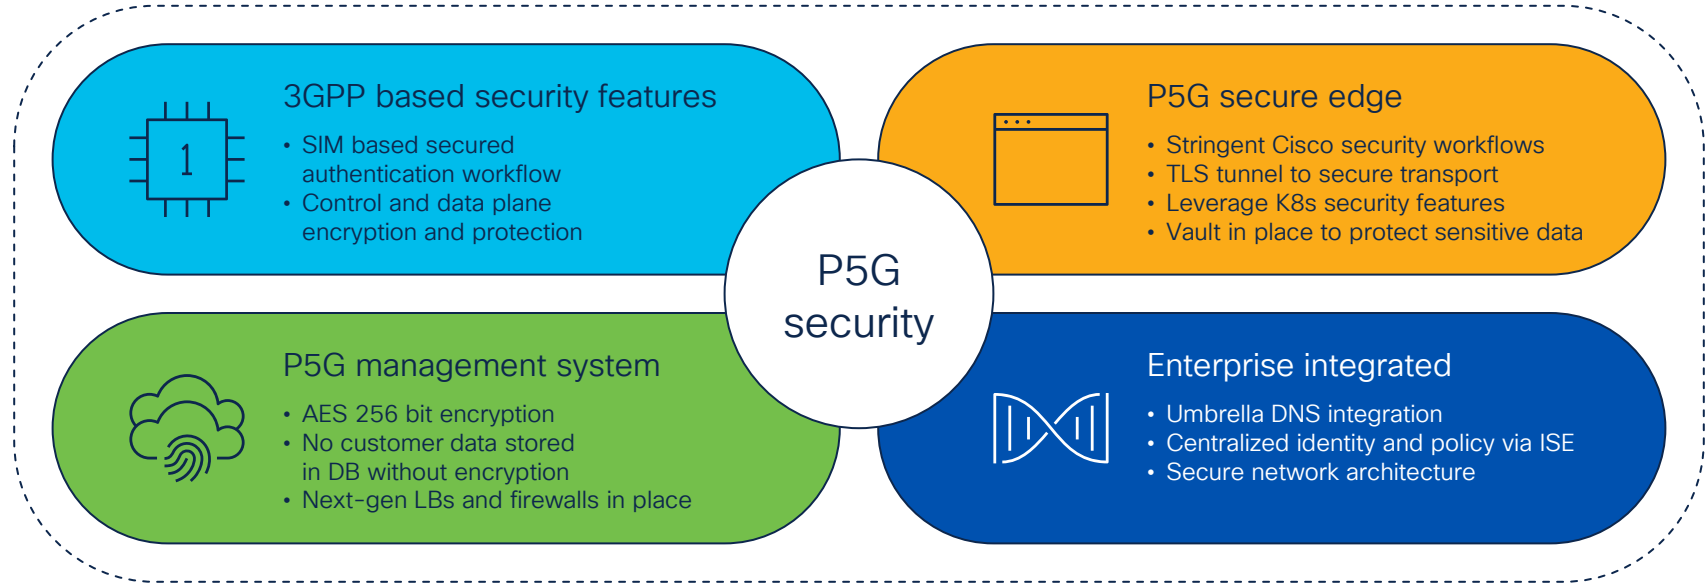 3GPP based security features
• SIM based secured
authentication workflow
• Control and data plane
encryption and protection
1
P5G secure edge
• Stringent Cisco security workflows
• TLS tunnel to secure transport
• Leverage K8s security features
• Vault in place to protect sensitive data
P5G
security
P5G management system
• AES 256 bit encryption
• No customer data stored
in DB without encryption
• Next-gen LBs and firewalls in place
Enterprise integrated
• Umbrella DNS integration
• Centralized identity and policy via ISE
• Secure network architecture